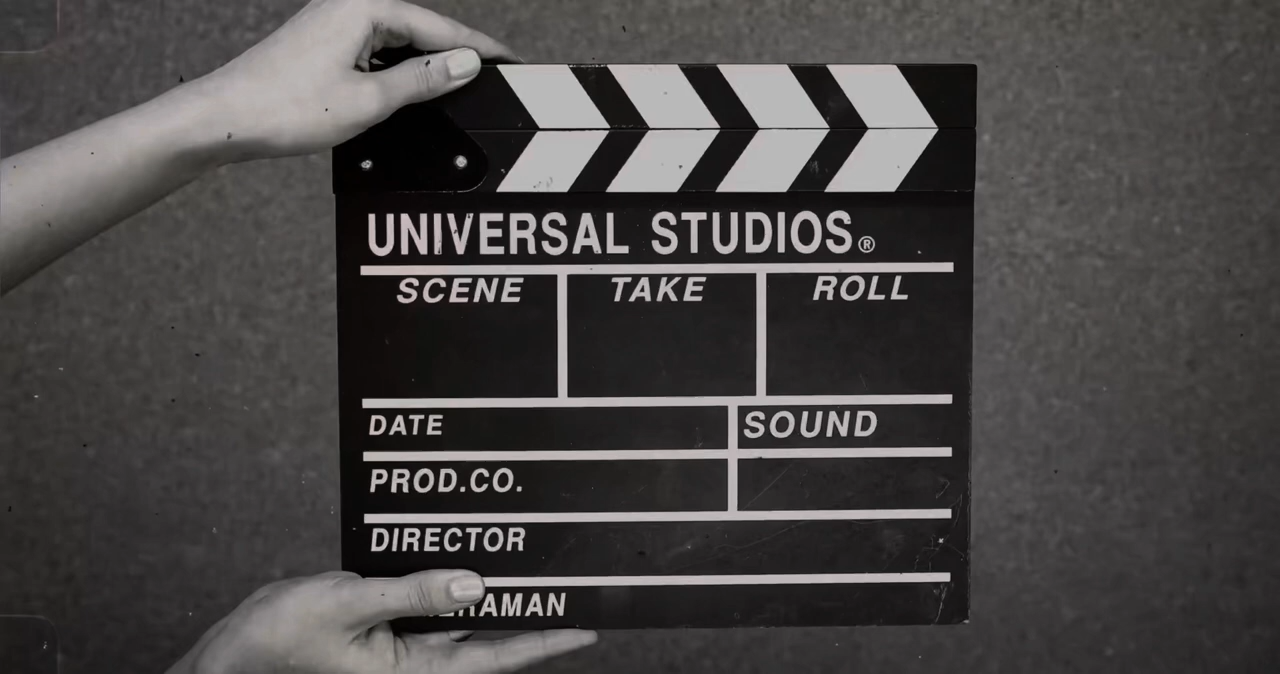 UNIVERSAL STUDIOS®
SCENE TAKE ROLL
DATE SOUND
PROD.CO.
DIRECTOR